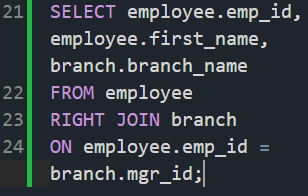 21 SELECT employee.emp_id,
employee.first_name,
branch.branch_name
22 FROM employee
23 RIGHT JOIN branch
24 ON employee.emp_id =
branch.mgr_id;